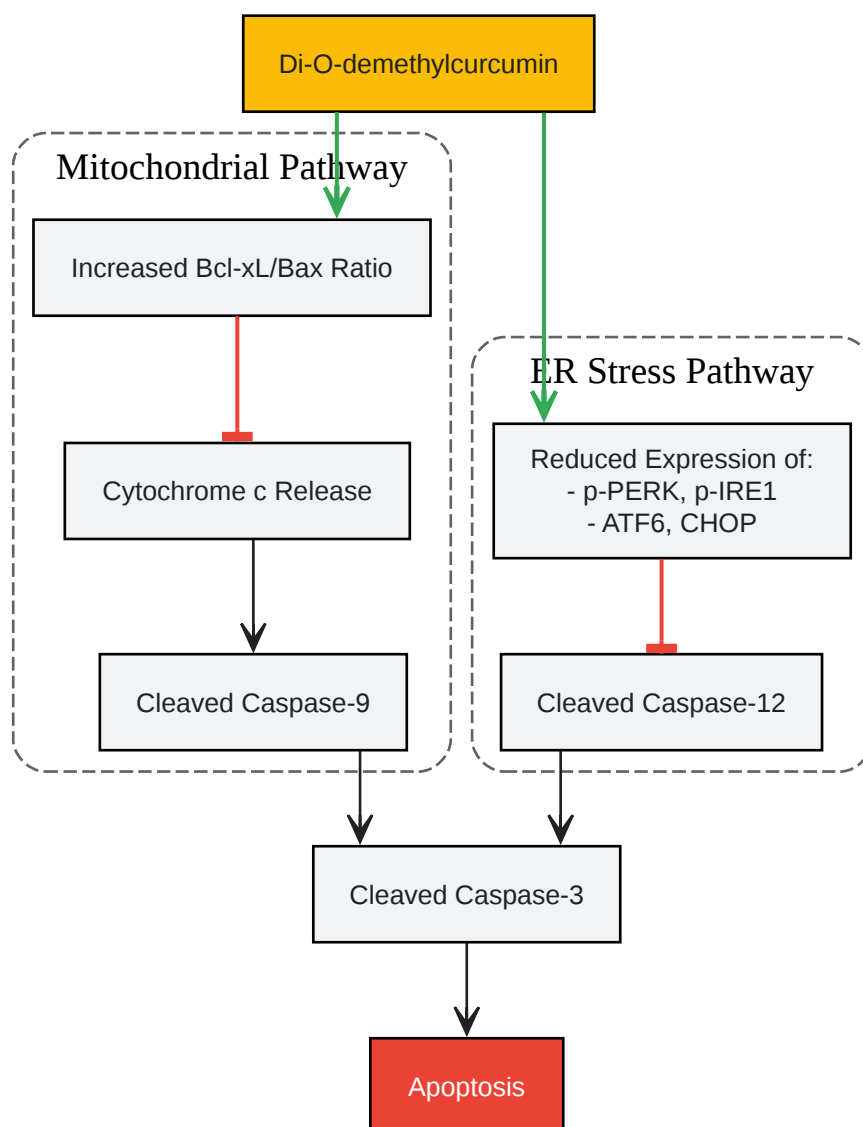 Di-O-demethylcurcumin
Mitochondrial Pathway
Increased Bcl-xL/Bax Ratio
Cytochrome c Release
Cleaved Caspase-9
ER Stress Pathway
Reduced Expression of:
- p-PERK, p-IRE1
- ATF6, CHOP
Cleaved Caspase-12
Cleaved Caspase-3
Apoptosis